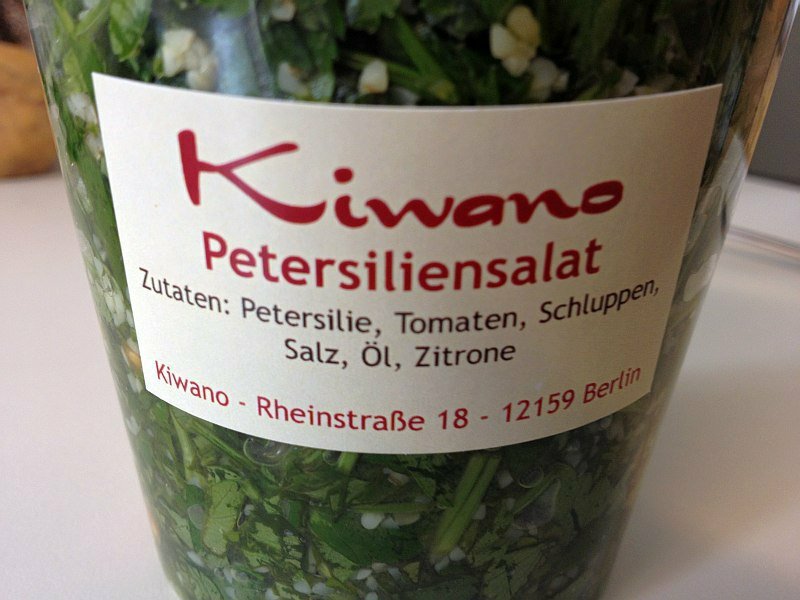 Kiwano
Petersiliensalat
Zutaten: Petersilie, Tomaten, Schluppen,
Salz, Öl, Zitrone
Kiwano - Rheinstraße 18 - 12159 Berlin